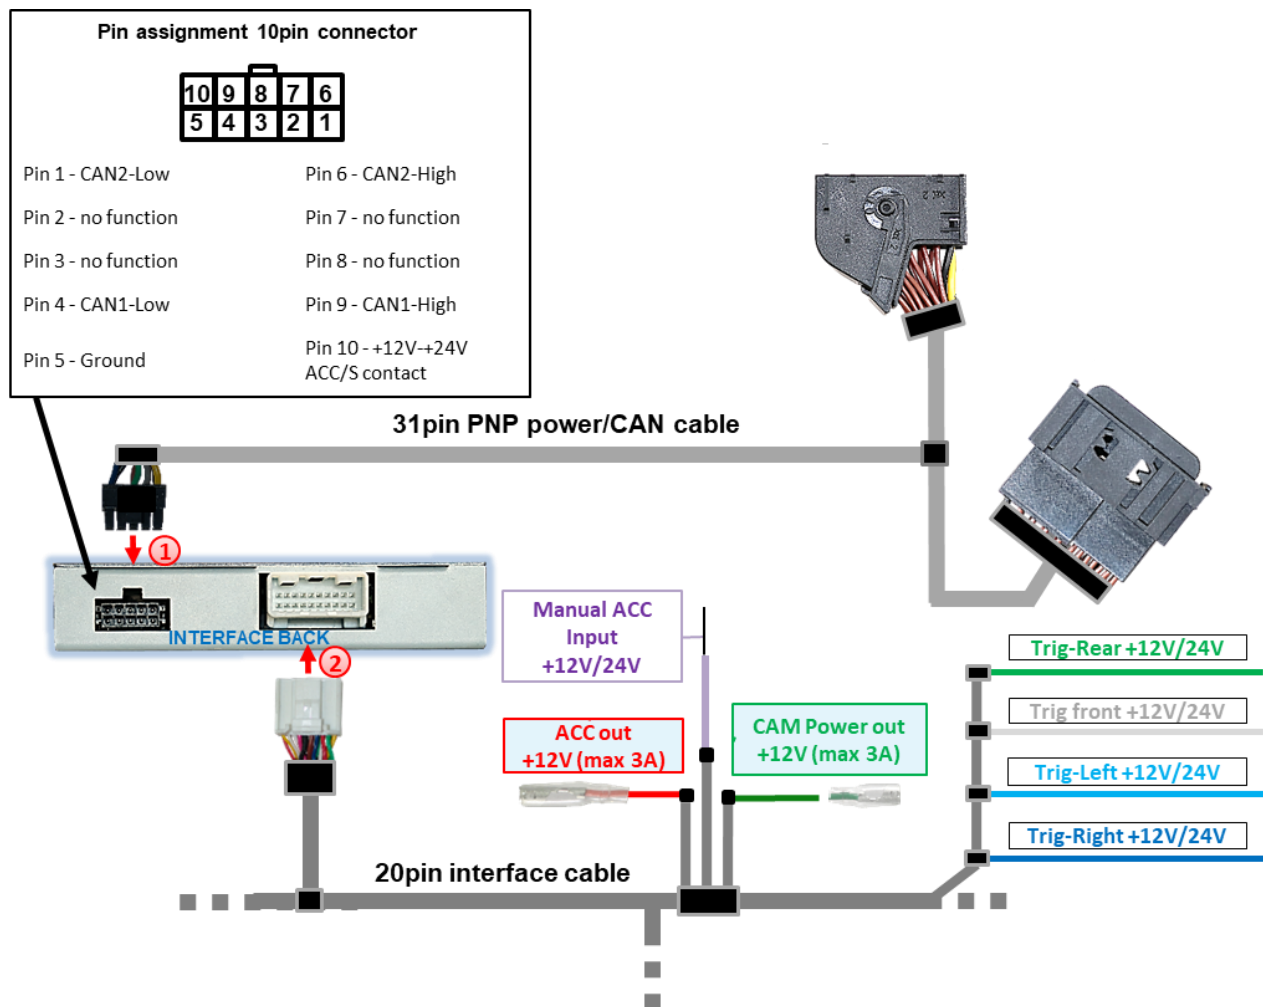 Pin assignment 10pin connector
10 9 8 7 6
5 4 3 2 1
Pin 1 - CAN2-Low
Pin 6 - CAN2-High
Pin 2 - no function
Pin 7 - no function
Pin 3 - no function
Pin 8 - no function
Pin 4 - CAN1-Low
Pin 9 - CAN1-High
Pin 5 - Ground
Pin 10 - +12V-+24V
ACC/S contact
31pin PNP power/CAN cable
1
INTERFACE BACK
2
Manual ACC
Input
+12V/24V
ACC out
+12V (max 3A)
CAM Power out
+12V (max 3A)
Trig-Rear +12V/24V
Trig front +12V/24V
Trig-Left +12V/24V
Trig-Right +12V/24V
20pin interface cable